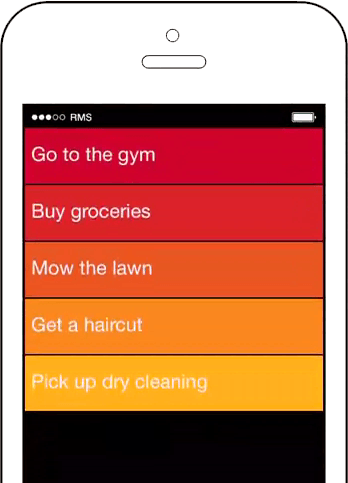 RMS
Go to the gym
Buy groceries
Mow the lawn
Get a haircut
Pick up dry cleaning